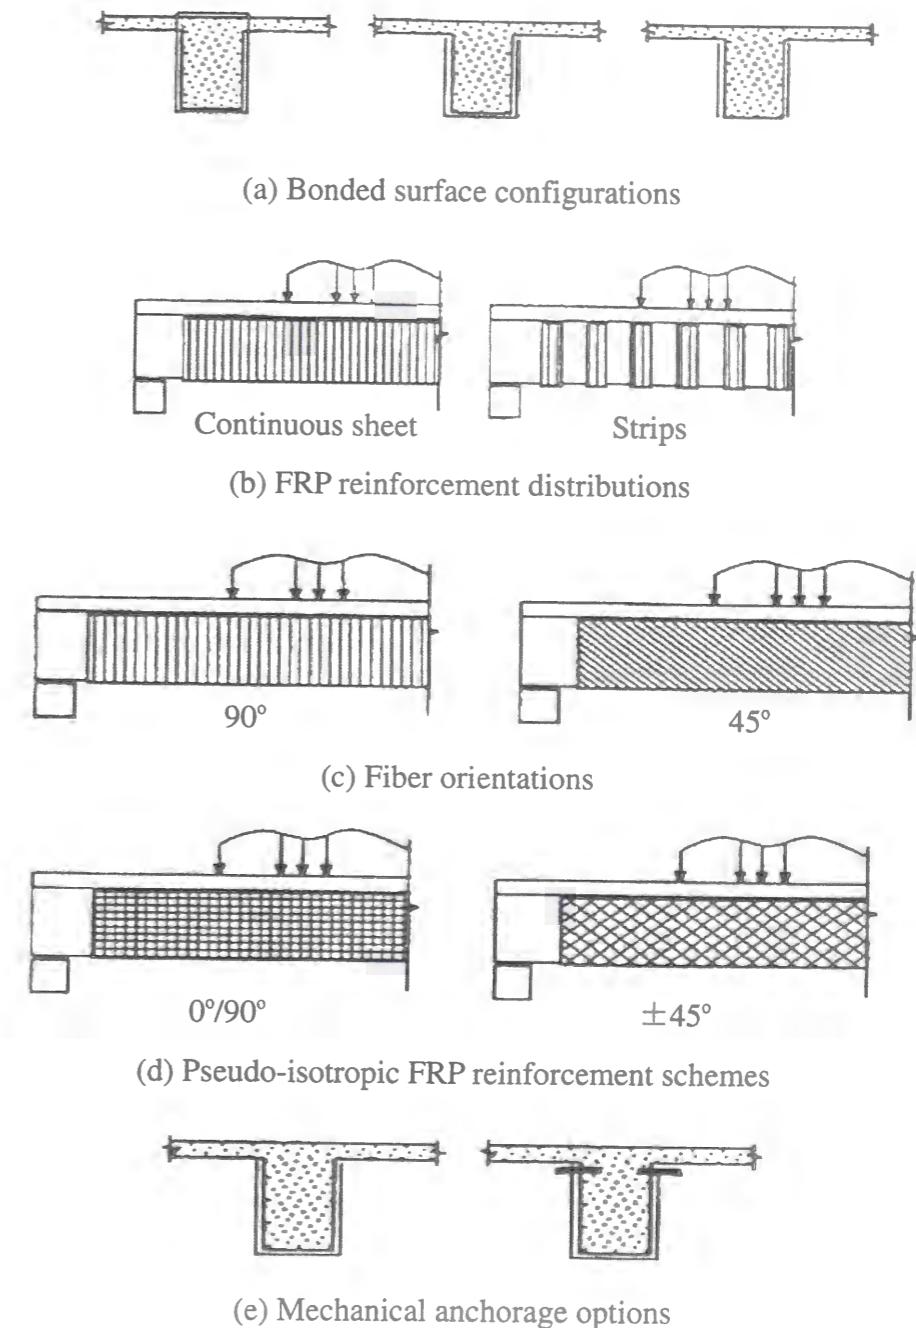 (a) Bonded surface configurations
Continuous sheet
Strips
(b) FRP reinforcement distributions
90°
45°
(c) Fiber orientations
0°/90°
±45°
(d) Pseudo-isotropic FRP reinforcement schemes
(e) Mechanical anchorage options